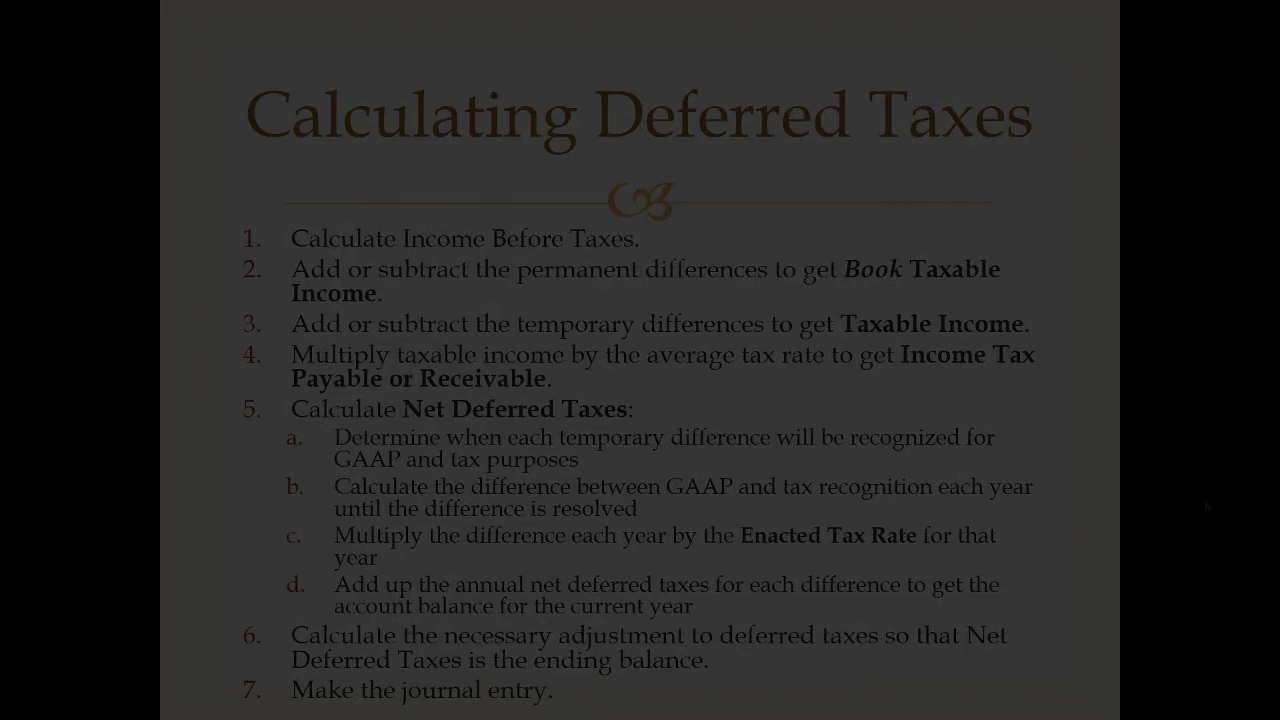 Calculating Deferred Taxes
1. Calculate Income Before Taxes.
2. Add or subtract the permanent differences to get Book Taxable
Income.
3. Add or subtract the temporary differences to get Taxable Income.
4. Multiply taxable income by the average tax rate to get Income Tax
Payable or Receivable.
5. Calculate Net Deferred Taxes:
a. Determine when each temporary difference will be recognized for
GAAP and tax purposes
b. Calculate the difference between GAAP and tax recognition each year
until the difference is resolved
c. Multiply the difference each year by the Enacted Tax Rate for that
year
d. Add up the annual net deferred taxes for each difference to get the
account balance for the current year
6. Calculate the necessary adjustment to deferred taxes so that Net
Deferred Taxes is the ending balance.
7. Make the journal entry.